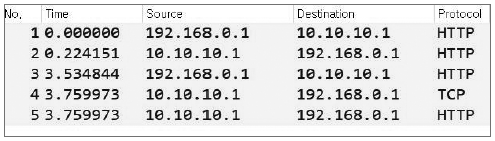 No. Time Source Destination Protocol
1 0.000000 192.168.0.1 10.10.10.1 HTTP
2 0.224151 10.10.10.1 192.168.0.1 HTTP
3 3.534844 192.168.0.1 10.10.10.1 HTTP
4 3.759973 10.10.10.1 192.168.0.1 TCP
5 3.759973 10.10.10.1 192.168.0.1 HTTP